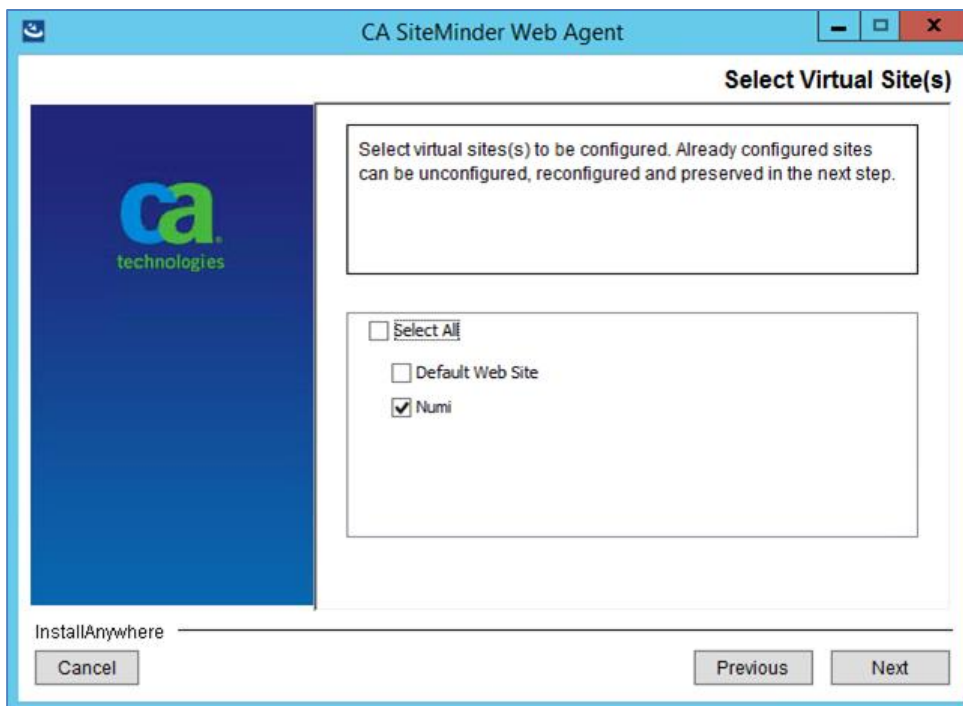 CA SiteMinder Web Agent
Select Virtual Site(s)
ca
technologies
Select virtual sites(s) to be configured. Already configured sites
can be unconfigured, reconfigured and preserved in the next step.
Select All
Default Web Site
Numi
InstallAnywhere
Cancel
Previous
Next